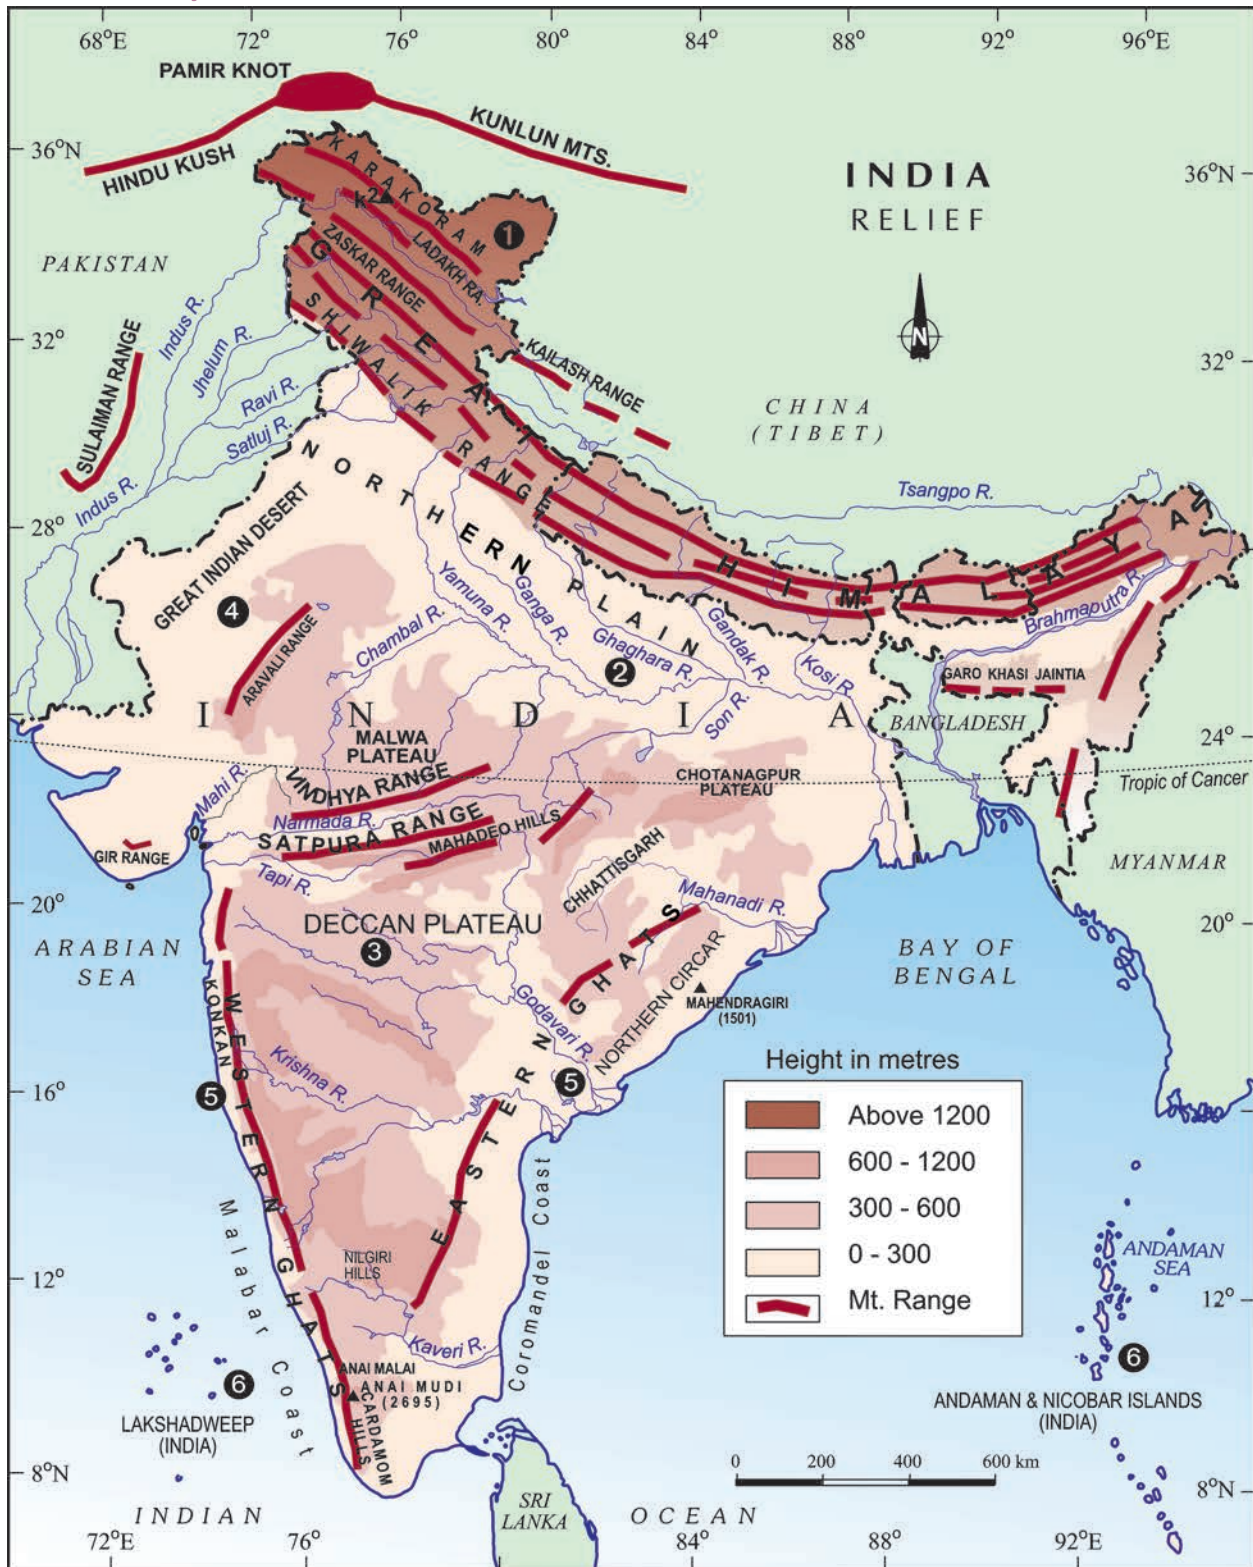 68°E
72°
76°
80°
84°
88°
92°
96°E
PAMIR KNOT
HINDU KUSH
KUNLUN MTS.
36°N
36°N
INDIA
RELIEF
N
KARAKORAM
K2
1
LADAKH RA.
ZASKAR RANGE
PAKISTAN
GREAT HIMALAYA
SHIWALIK RANGE
KAILASH RANGE
32°
32°
Indus R.
Jhelum R.
Ravi R.
Satluj R.
SULAIMAN RANGE
Indus R.
CHINA
(TIBET)
Tsangpo R.
28°
28°
NORTHERN PLAIN
GREAT INDIAN DESERT
4
ARAVALI RANGE
Chambal R.
Yamuna R.
Ganga R.
Ghaghara R.
Gandak R.
Kosi R.
2
Son R.
Brahmaputra R.
GARO KHASI JAINTIA
BANGLADESH
INDIA
24°
24°
MALWA
PLATEAU
Mahi R.
VINDHYA RANGE
Narmada R.
SATPURA RANGE
MAHADEO HILLS
CHOTANAGPUR
PLATEAU
Tropic of Cancer
MYANMAR
GIR RANGE
Tapi R.
CHHATTISGARH
Mahanadi R.
20°
20°
DECCAN PLATEAU
3
ARABIAN
SEA
BAY OF
BENGAL
KONKAN
WESTERN GHATS
Godavari R.
EASTERN GHATS
NORTHERN CIRCAR
MAHENDRAGIRI
(1501)
Krishna R.
5
5
16°
Height in metres
Above 1200
600 - 1200
300 - 600
0 - 300
Mt. Range
Malabar Coast
Coromandel Coast
NILGIRI
HILLS
ANDAMAN
SEA
12°
12°
Kaveri R.
ANAI MALAI
ANAI MUDI
(2695)
CARDAMOM
HILLS
6
LAKSHADWEEP
(INDIA)
6
ANDAMAN & NICOBAR ISLANDS
(INDIA)
0 200 400 600 km
8°N
8°N
INDIAN OCEAN
SRI
LANKA
72°E
76°
84°
88°
92°E